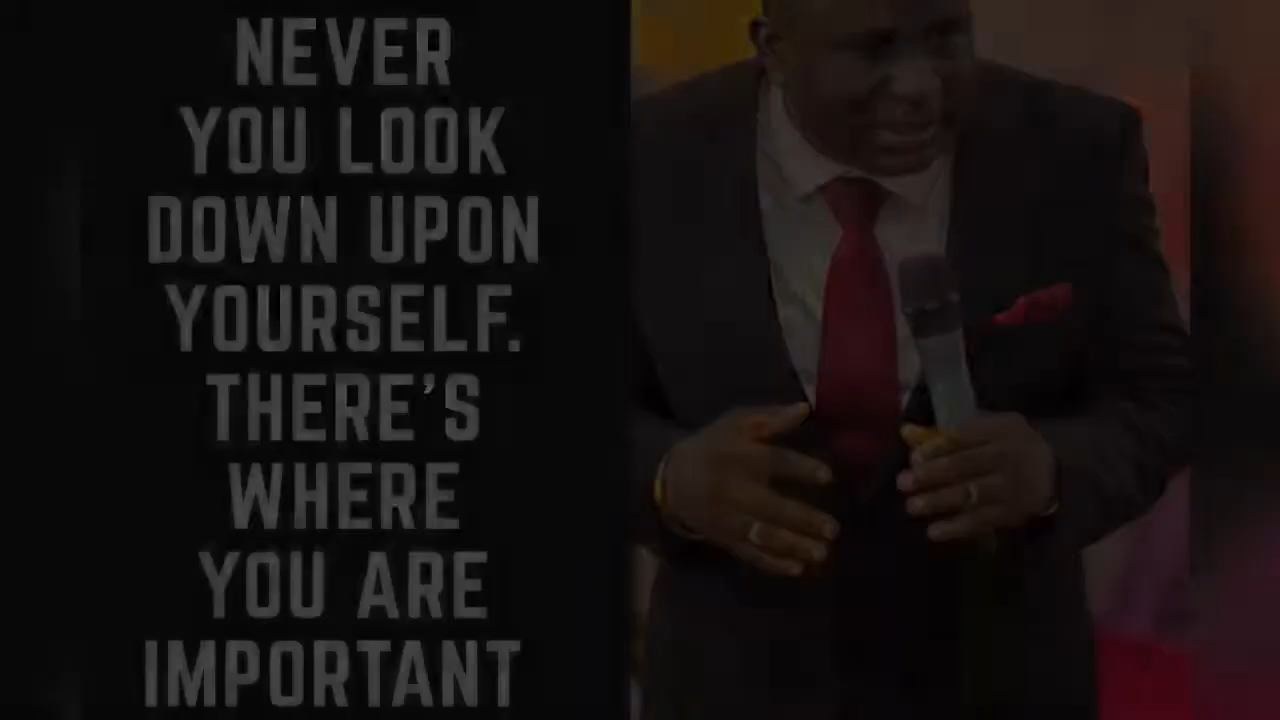 NEVER
YOU LOOK
DOWN UPON
YOURSELF.
THERE'S
WHERE
YOU ARE
IMPORTANT